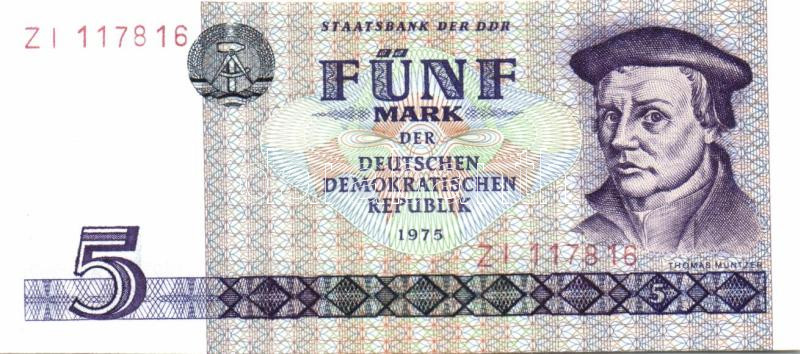 STAATSBANK DER DDR
ZI 117816
FÜNF
MARK
DER
DEUTSCHEN
DEMOKRATISCHEN
REPUBLIK
1975
ZI 117816
THOMAS MÜNTZER
5
5